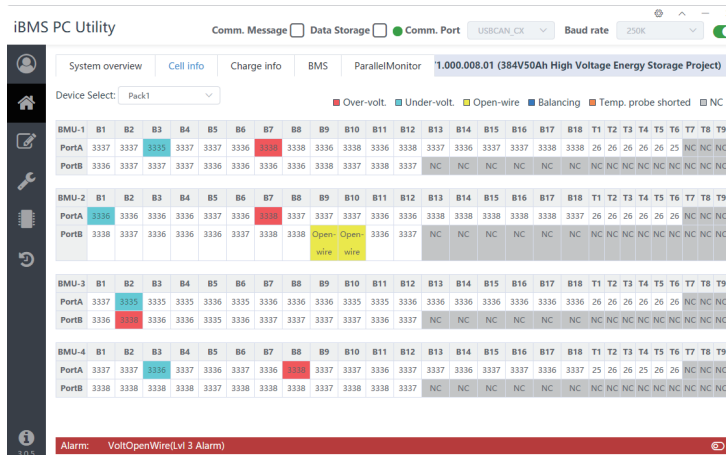 iBMS PC Utility Comm. Message Data Storage Comm. Port USBCAN_CX Baud rate 250K
System overview Cell info Charge info BMS ParallelMonitor 1.000.008.01 (384V50Ah High Voltage Energy Storage Project)
Device Select: Pack1
Over-volt. Under-volt. Open-wire Balancing Temp. probe shorted NC
BMU-1 B1 B2 B3 B4 B5 B6 B7 B8 B9 B10 B11 B12 B13 B14 B15 B16 B17 B18 T1 T2 T3 T4 T5 T6 T7 T8 T9
PortA 3337 3337 3335 3337 3337 3336 3338 3338 3336 3338 3336 3338 3337 3336 3337 3337 3338 3338 26 26 26 26 26 25 NC NC NC
PortB 3336 3337 3336 3336 3336 3337 3336 3336 3338 3337 3338 3337 NC NC NC NC NC NC NC NC NC NC NC NC NC NC NC
BMU-2 B1 B2 B3 B4 B5 B6 B7 B8 B9 B10 B11 B12 B13 B14 B15 B16 B17 B18 T1 T2 T3 T4 T5 T6 T7 T8 T9
PortA 3336 3336 3337 3337 3336 3336 3338 3337 3337 3337 3336 3336 3338 3338 3338 3338 3338 3337 26 26 26 26 26 26 NC NC NC
PortB 3338 3337 3336 3336 3336 3337 3338 3338 Open-wire Open-wire 3336 3337 NC NC NC NC NC NC NC NC NC NC NC NC NC NC NC
BMU-3 B1 B2 B3 B4 B5 B6 B7 B8 B9 B10 B11 B12 B13 B14 B15 B16 B17 B18 T1 T2 T3 T4 T5 T6 T7 T8 T9
PortA 3337 3335 3335 3335 3336 3335 3336 3336 3336 3335 3335 3336 3336 3336 3336 3336 3336 3336 26 26 26 26 26 26 NC NC NC
PortB 3336 3338 3336 3336 3337 3336 3337 3336 3337 3337 3336 3337 NC NC NC NC NC NC NC NC NC NC NC NC NC NC NC
BMU-4 B1 B2 B3 B4 B5 B6 B7 B8 B9 B10 B11 B12 B13 B14 B15 B16 B17 B18 T1 T2 T3 T4 T5 T6 T7 T8 T9
PortA 3337 3337 3336 3337 3336 3337 3337 3338 3337 3337 3337 3337 3337 3336 3337 3336 3336 3337 25 26 26 25 26 26 NC NC NC
PortB 3338 3338 3338 3338 3337 3338 3338 3338 3337 3338 3338 3337 NC NC NC NC NC NC NC NC NC NC NC NC NC NC NC
Alarm: VoltOpenWire(Lvl 3 Alarm)
3.0.5